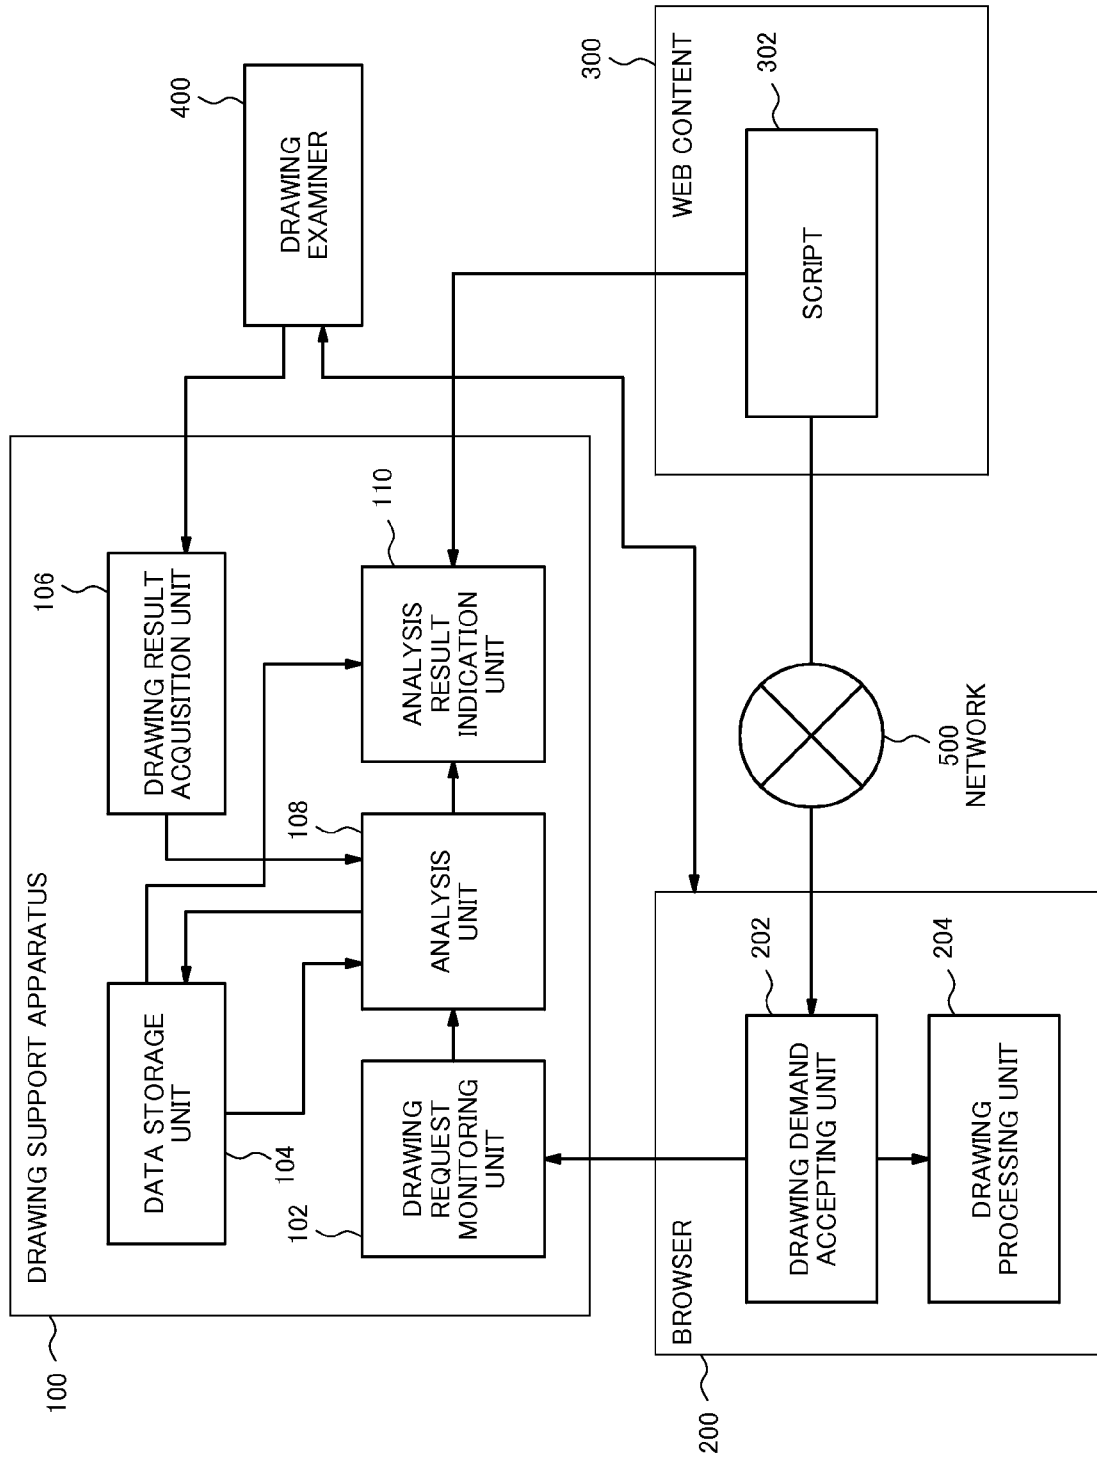 100
DRAWING SUPPORT APPARATUS
DATA STORAGE
UNIT
104
DRAWING RESULT
ACQUISITION UNIT
106
102
DRAWING
REQUEST
MONITORING
UNIT
ANALYSIS
UNIT
108
ANALYSIS
RESULT
INDICATION
UNIT
110
DRAWING
EXAMINER
400
200
BROWSER
DRAWING DEMAND
ACCEPTING UNIT
202
DRAWING
PROCESSING UNIT
204
500
NETWORK
300
WEB CONTENT
SCRIPT
302